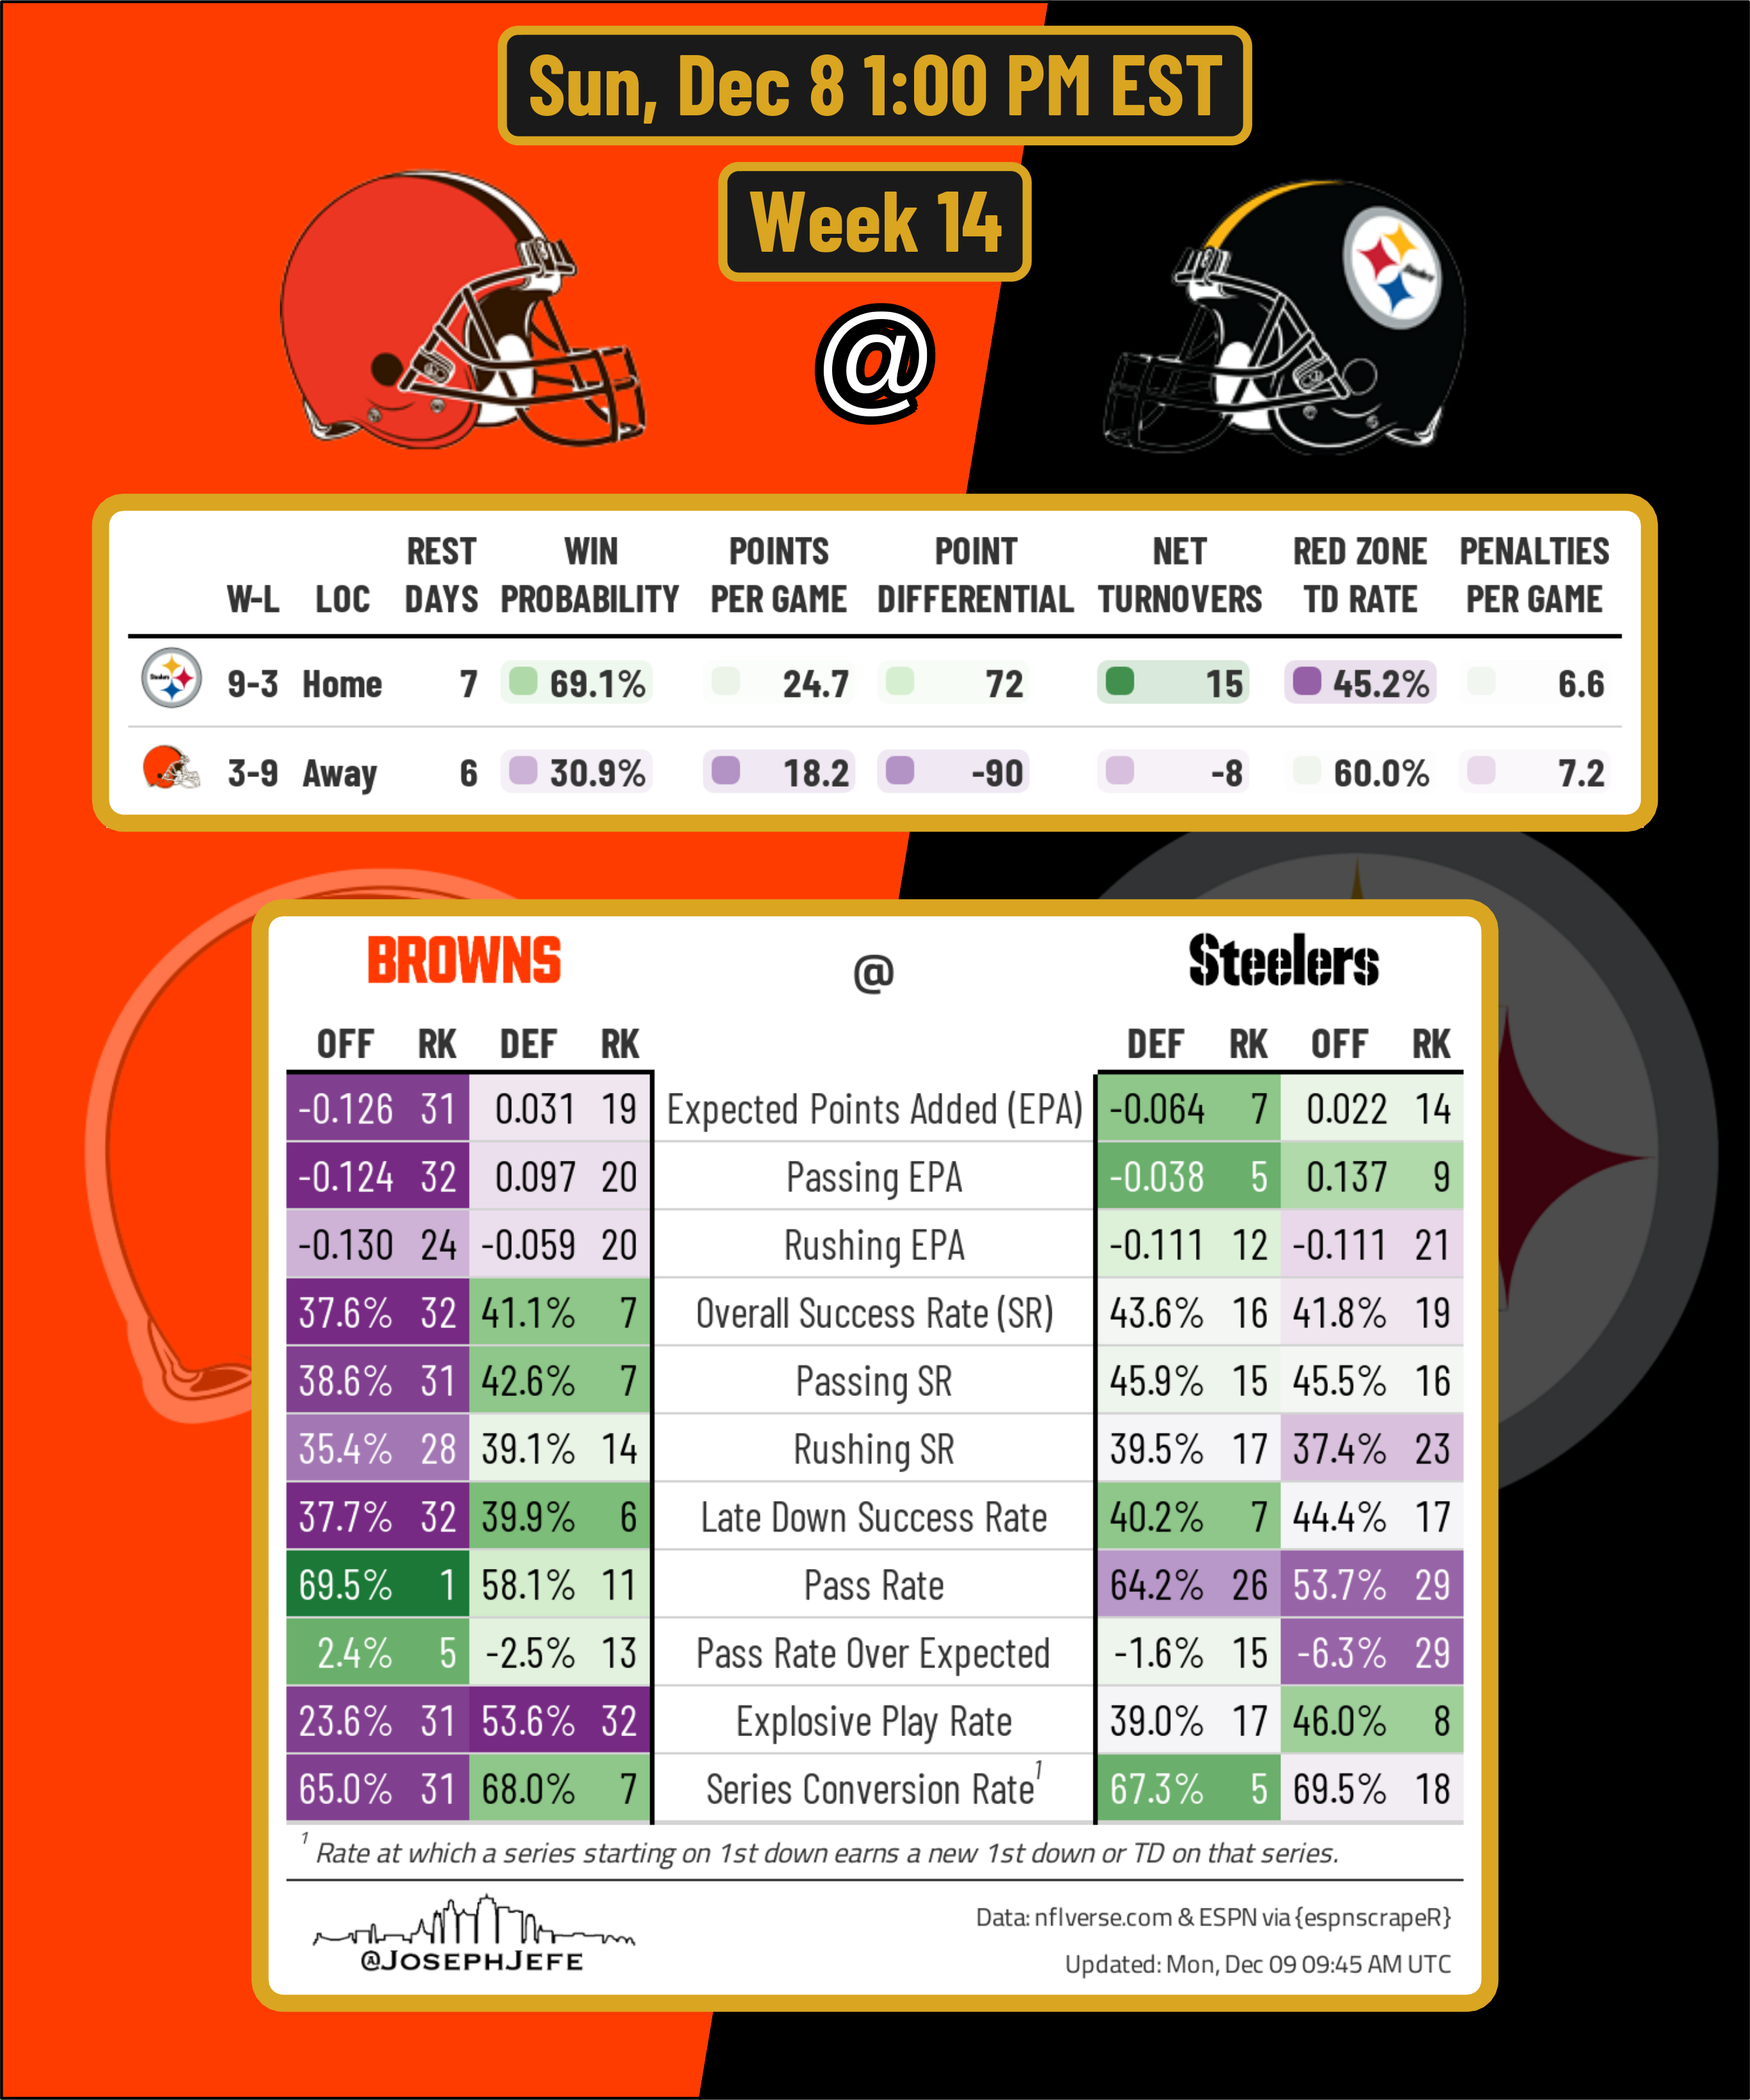 Sun, Dec 8 1:00 PM EST
Week 14
@
REST WIN POINTS POINT NET RED ZONE PENALTIES
W-L LOC DAYS PROBABILITY PER GAME DIFFERENTIAL TURNOVERS TD RATE PER GAME
Steelers 9-3 Home 7 69.1% 24.7 72 15 45.2% 6.6
3-9 Away 6 30.9% 18.2 -90 -8 60.0% 7.2
BROWNS @ Steelers
OFF RK DEF RK DEF RK OFF RK
-0.126 31 0.031 19 Expected Points Added (EPA) -0.064 7 0.022 14
-0.124 32 0.097 20 Passing EPA -0.038 5 0.137 9
-0.130 24 -0.059 20 Rushing EPA -0.111 12 -0.111 21
37.6% 32 41.1% 7 Overall Success Rate (SR) 43.6% 16 41.8% 19
38.6% 31 42.6% 7 Passing SR 45.9% 15 45.5% 16
35.4% 28 39.1% 14 Rushing SR 39.5% 17 37.4% 23
37.7% 32 39.9% 6 Late Down Success Rate 40.2% 7 44.4% 17
69.5% 1 58.1% 11 Pass Rate 64.2% 26 53.7% 29
2.4% 5 -2.5% 13 Pass Rate Over Expected -1.6% 15 -6.3% 29
23.6% 31 53.6% 32 Explosive Play Rate 39.0% 17 46.0% 8
65.0% 31 68.0% 7 Series Conversion Rate¹ 67.3% 5 69.5% 18
¹ Rate at which a series starting on 1st down earns a new 1st down or TD on that series.
@JOSEPHJEFE
Data: nflverse.com & ESPN via {espnscrapeR}
Updated: Mon, Dec 09 09:45 AM UTC